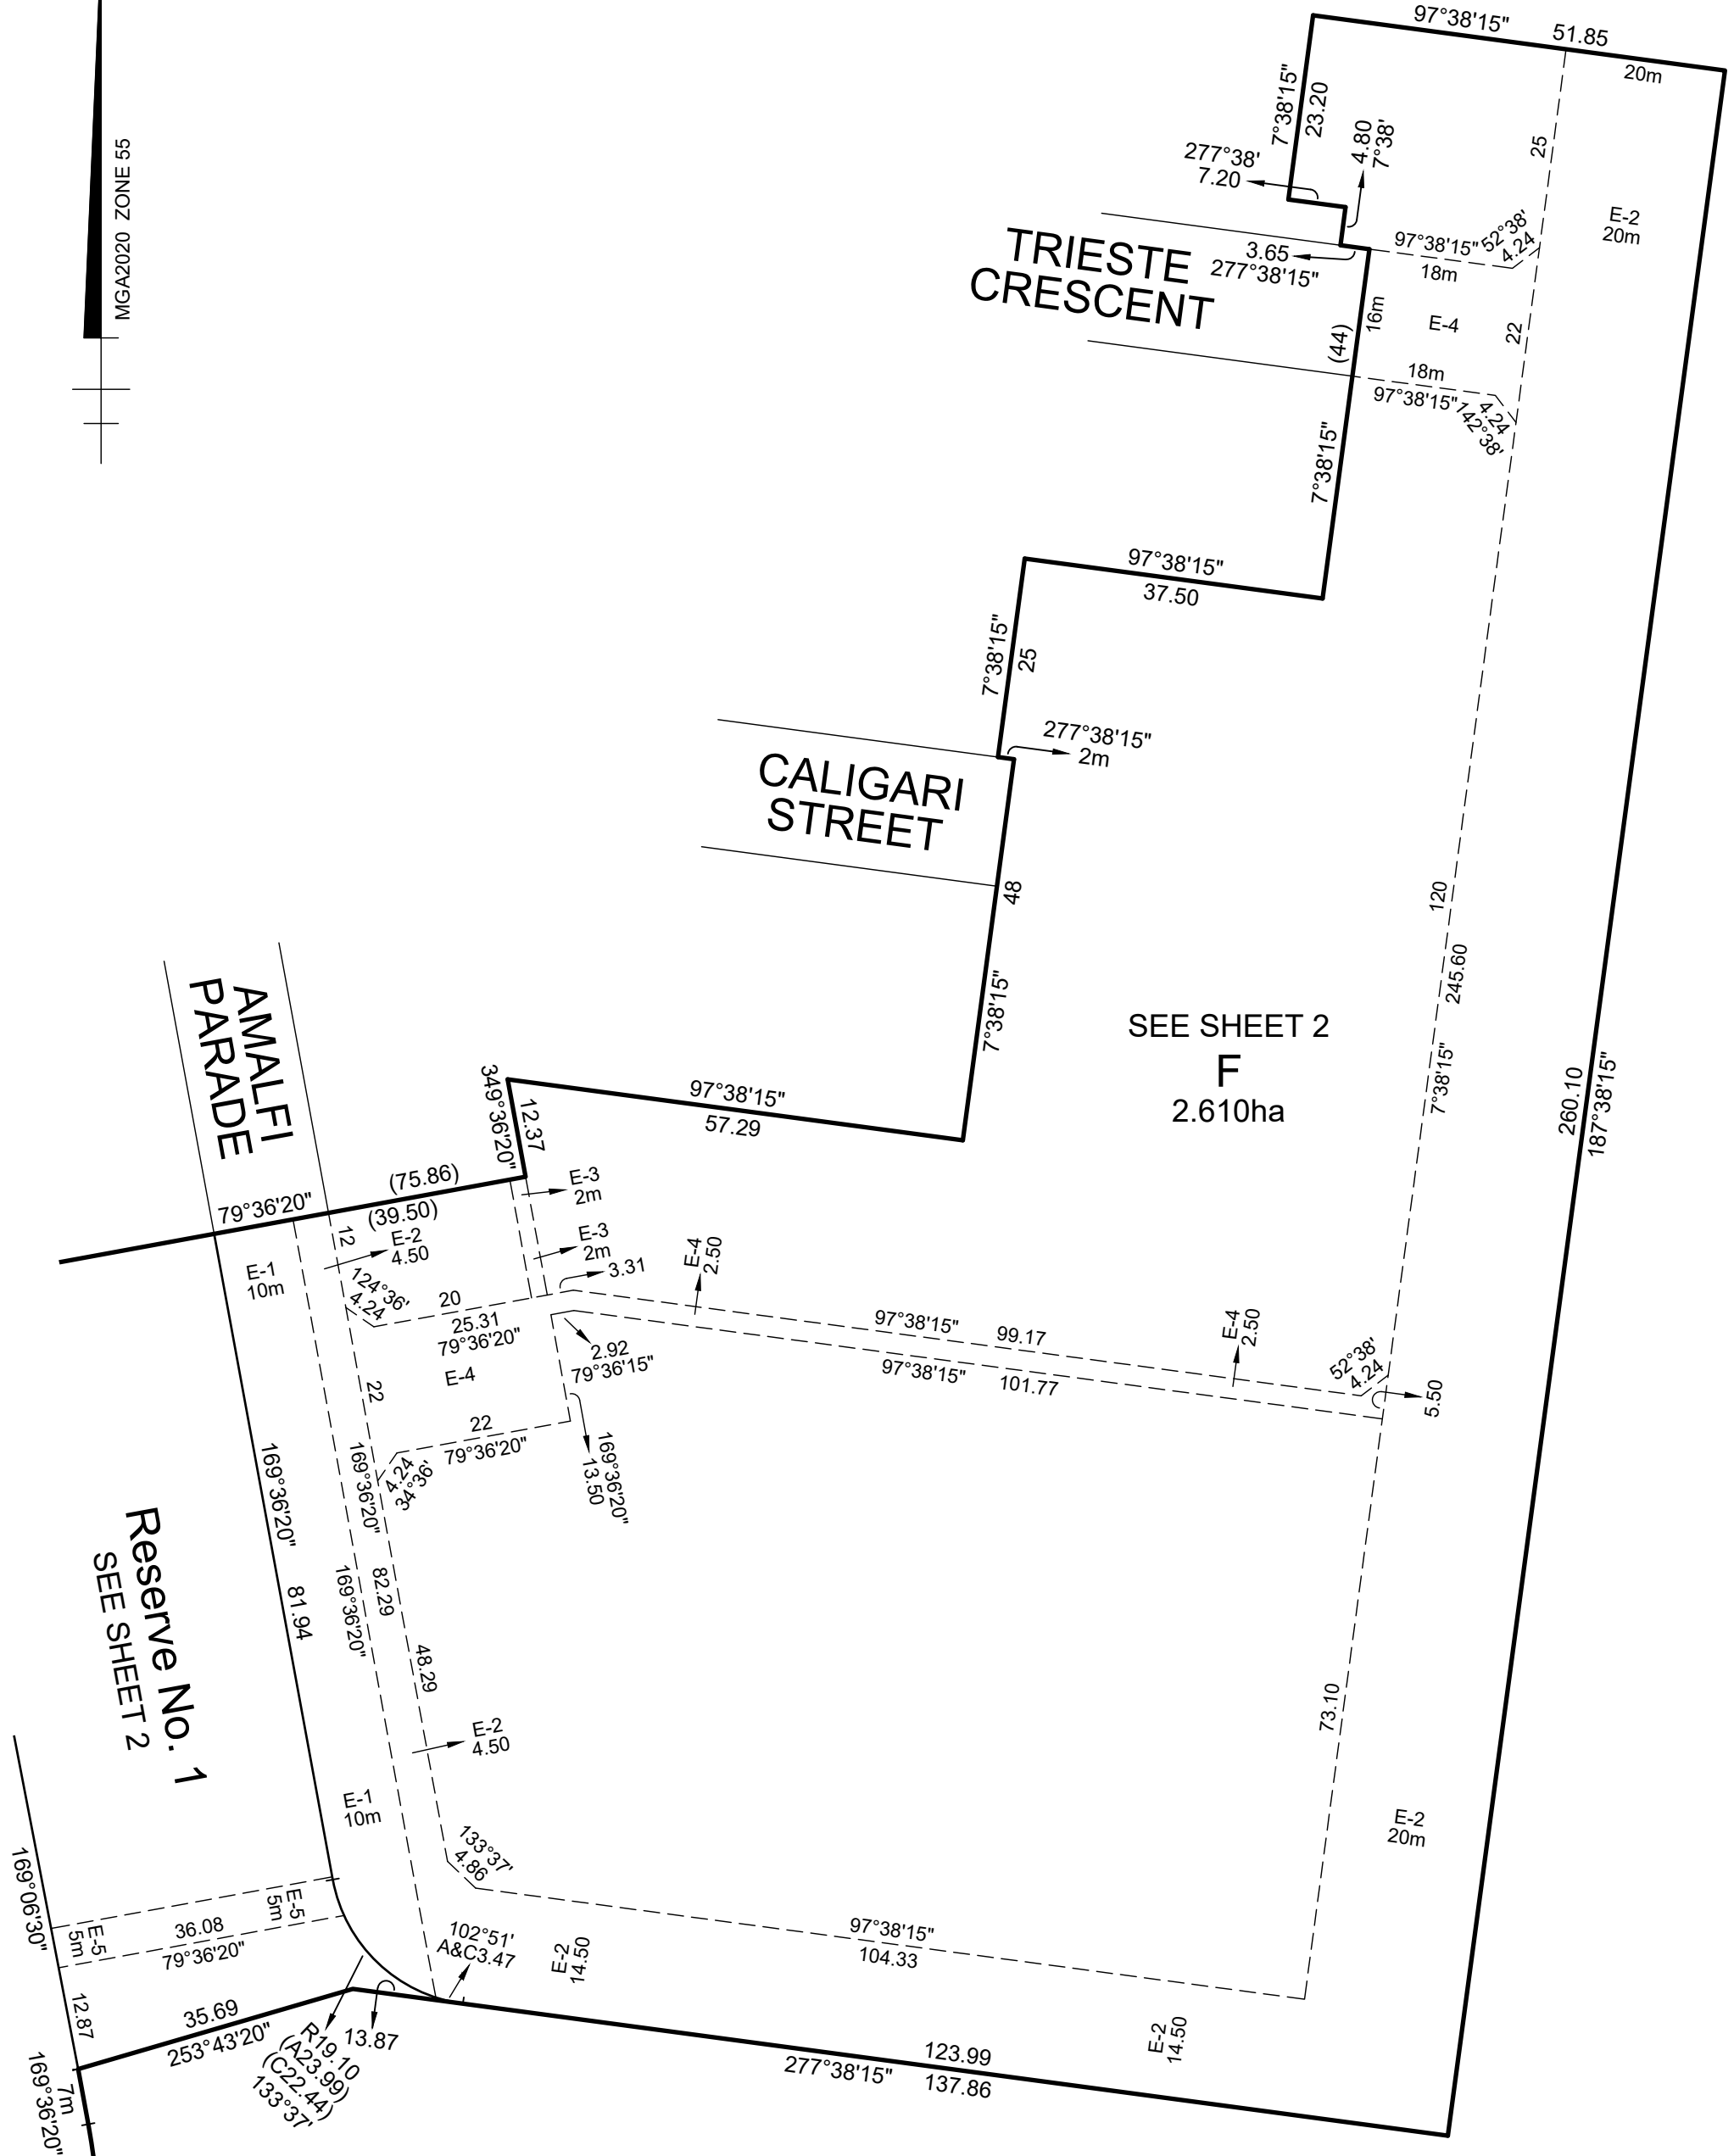 97°38'15"
51.85
20m
MGA2020 ZONE 55
7°38'15"
23.20
4.80
7°38'
277°38'
7.20
25
E-2
20m
TRIESTE
CRESCENT
3.65
277°38'15"
97°38'15"
52°38'
4.24
18m
16m
E-4
22
(44)
18m
97°38'15"
4.24
142°38'
7°38'15"
97°38'15"
37.50
7°38'15"
25
277°38'15"
2m
CALIGARI
STREET
48
120
245.60
7°38'15"
7°38'15"
SEE SHEET 2
F
2.610ha
260.10
187°38'15"
AMALFI
PARADE
349°36'20"
12.37
97°38'15"
57.29
79°36'20"
(75.86)
(39.50)
E-3
2m
E-3
2m
12
E-2
4.50
E-1
10m
124°36'
4.24
3.31
E-4
2.50
20
25.31
79°36'20"
97°38'15"
99.17
E-4
2.50
52°38'
4.24
2.92
79°36'15"
97°38'15"
101.77
5.50
E-4
22
22
79°36'20"
4.24
34°36'
169°36'20"
13.50
169°36'20"
81.94
169°36'20"
82.29
169°36'20"
48.29
Reserve No. 1
SEE SHEET 2
73.10
E-2
4.50
E-1
10m
E-2
20m
133°37'
4.86
169°06'30"
E-5
5m
E-5
5m
36.08
79°36'20"
102°51'
A&C3.47
E-2
14.50
97°38'15"
104.33
12.87
35.69
253°43'20"
R19.10
(A23.99)
(C22.44)
133°37'
13.87
E-2
14.50
123.99
277°38'15"
137.86
7m
169°36'20"